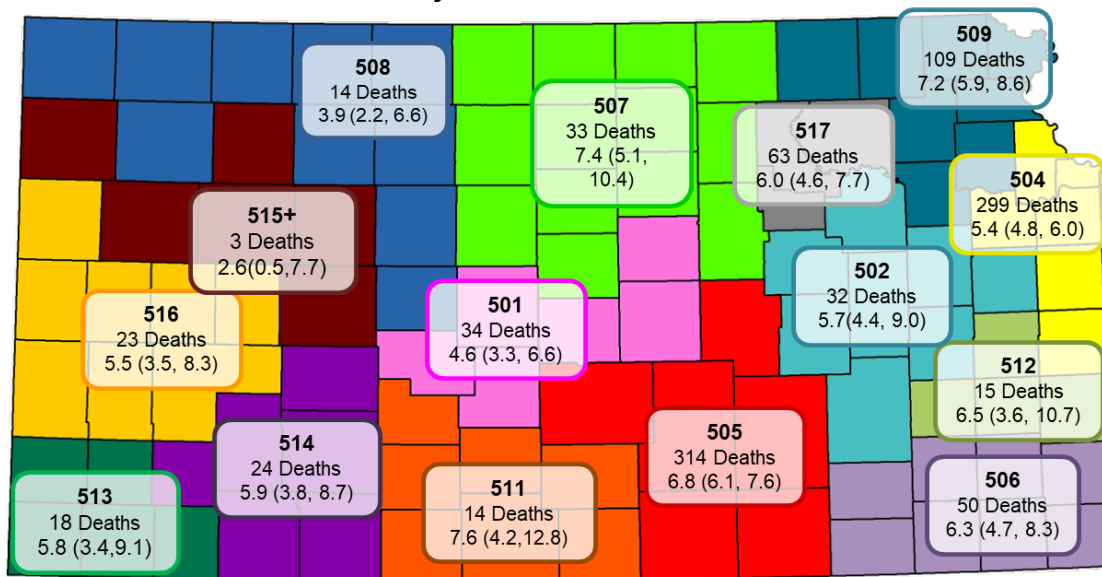 509
109 Deaths
7.2 (5.9, 8.6)
508
14 Deaths
3.9 (2.2, 6.6)
507
33 Deaths
7.4 (5.1,
10.4)
517
63 Deaths
6.0 (4.6, 7.7)
504
299 Deaths
5.4 (4.8, 6.0)
515+
3 Deaths
2.6(0.5,7.7)
502
32 Deaths
5.7(4.4, 9.0)
516
23 Deaths
5.5 (3.5, 8.3)
501
34 Deaths
4.6 (3.3, 6.6)
512
15 Deaths
6.5 (3.6, 10.7)
505
314 Deaths
6.8 (6.1, 7.6)
514
24 Deaths
5.9 (3.8, 8.7)
511
14 Deaths
7.6 (4.2,12.8)
506
50 Deaths
6.3 (4.7, 8.3)
513
18 Deaths
5.8 (3.4,9.1)